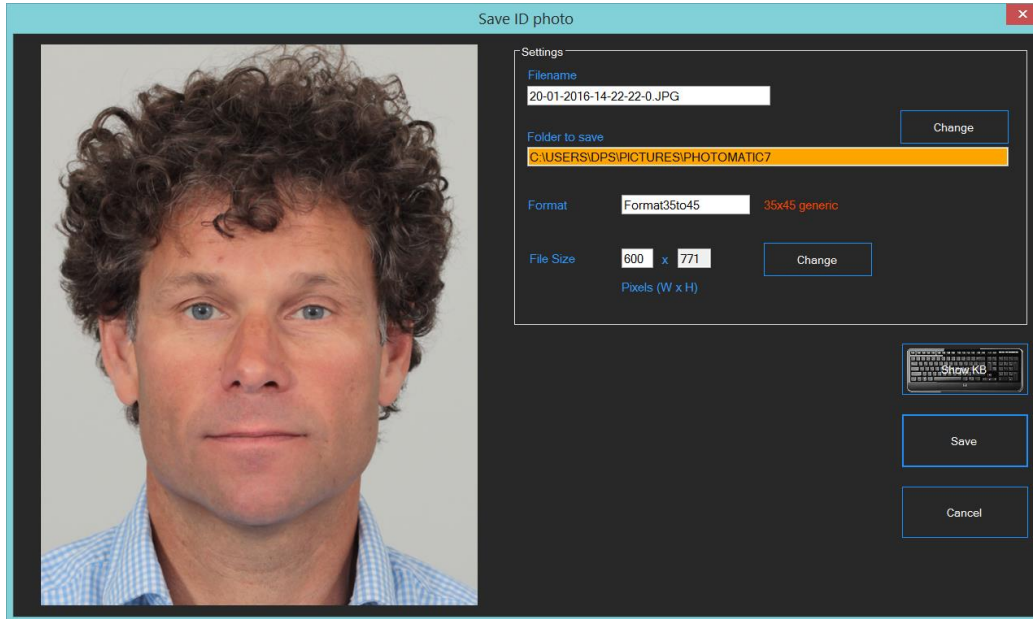 Save ID photo
Settings
Filename
20-01-2016-14-22-22-0.JPG
Change
Folder to save
C:\USERS\DPS\PICTURES\PHOTOMATIC7
Format Format35to45 35x45 generic
File Size 600 x 771 Change
Pixels (W x H)
Show KB
Save
Cancel